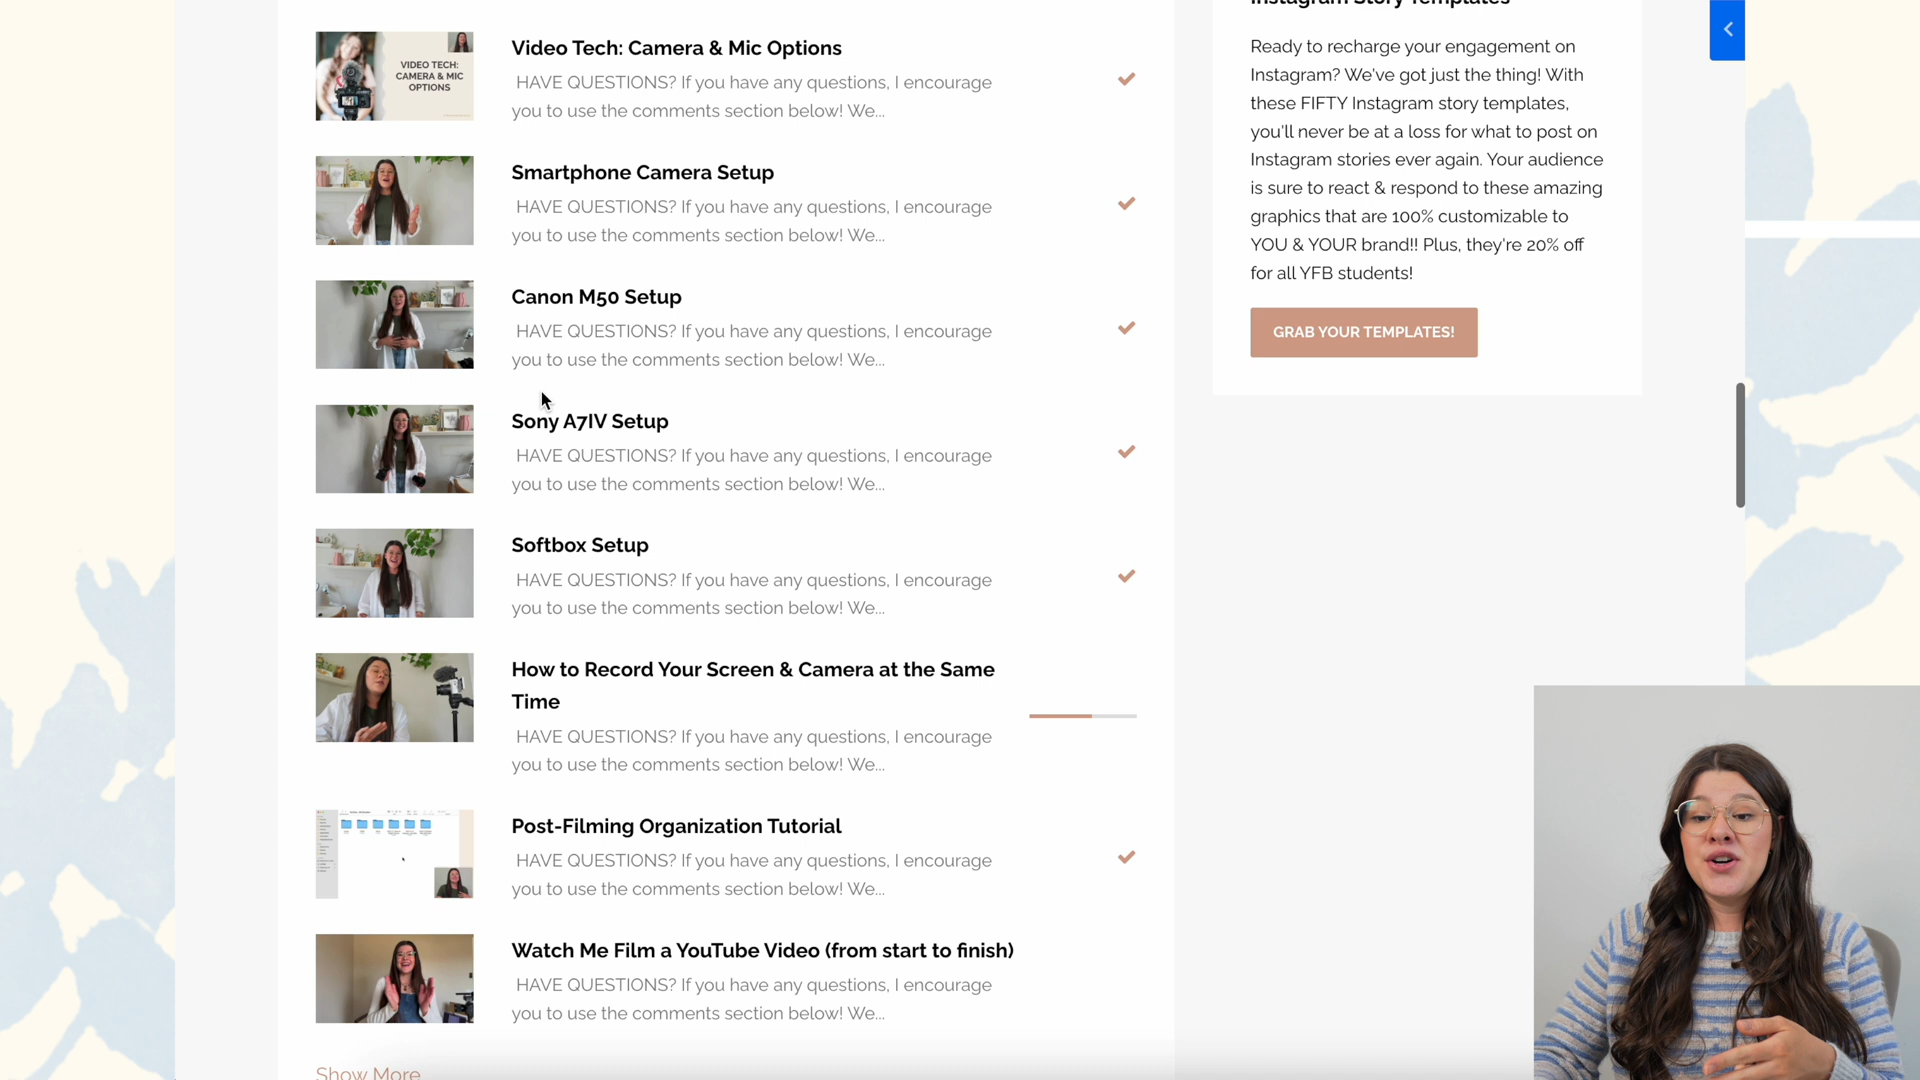 Video Tech: Camera & Mic Options
HAVE QUESTIONS? If you have any questions, I encourage
you to use the comments section below! We...
VIDEO TECH:
CAMERA & MIC
OPTIONS
Smartphone Camera Setup
HAVE QUESTIONS? If you have any questions, I encourage
you to use the comments section below! We...
Canon M50 Setup
HAVE QUESTIONS? If you have any questions, I encourage
you to use the comments section below! We...
Sony A7IV Setup
HAVE QUESTIONS? If you have any questions, I encourage
you to use the comments section below! We...
Softbox Setup
HAVE QUESTIONS? If you have any questions, I encourage
you to use the comments section below! We...
How to Record Your Screen & Camera at the Same
Time
HAVE QUESTIONS? If you have any questions, I encourage
you to use the comments section below! We...
Post-Filming Organization Tutorial
HAVE QUESTIONS? If you have any questions, I encourage
you to use the comments section below! We...
Watch Me Film a YouTube Video (from start to finish)
HAVE QUESTIONS? If you have any questions, I encourage
you to use the comments section below! We...
Show More
Instagram Story Templates
Ready to recharge your engagement on
Instagram? We've got just the thing! With
these FIFTY Instagram story templates,
you'll never be at a loss for what to post on
Instagram stories ever again. Your audience
is sure to react & respond to these amazing
graphics that are 100% customizable to
YOU & YOUR brand!! Plus, they're 20% off
for all YFB students!
GRAB YOUR TEMPLATES!